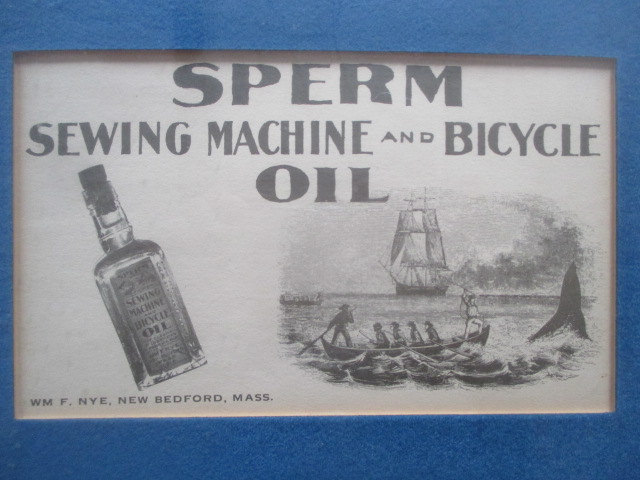 SPERM
SEWING MACHINE AND BICYCLE
OIL
SEWING
MACHINE
BICYCLE
OIL
WM F. NYE, NEW BEDFORD, MASS.